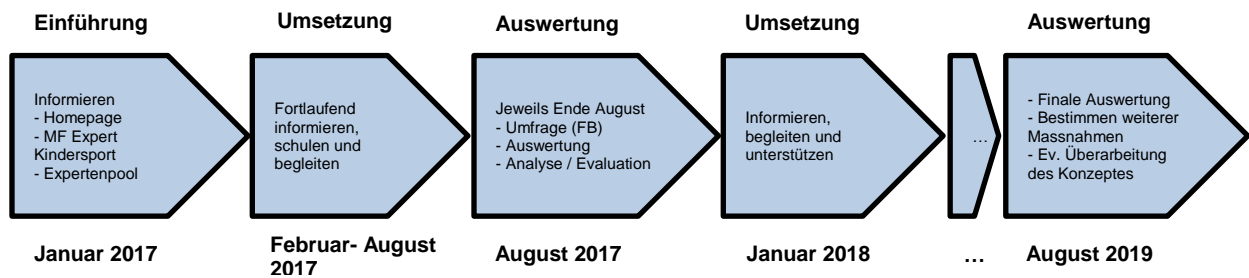 Einführung
Umsetzung
Auswertung
Umsetzung
Auswertung
Informieren
- Homepage
- MF Expert
Kindersport
- Expertenpool
Fortlaufend
informieren,
schulen und
begleiten
Jeweils Ende August
- Umfrage (FB)
- Auswertung
- Analyse / Evaluation
Informieren,
begleiten und
unterstützen
...
- Finale Auswertung
- Bestimmen weiterer
Massnahmen
- Ev. Überarbeitung
des Konzeptes
Januar 2017
Februar- August
2017
August 2017
Januar 2018
...
August 2019